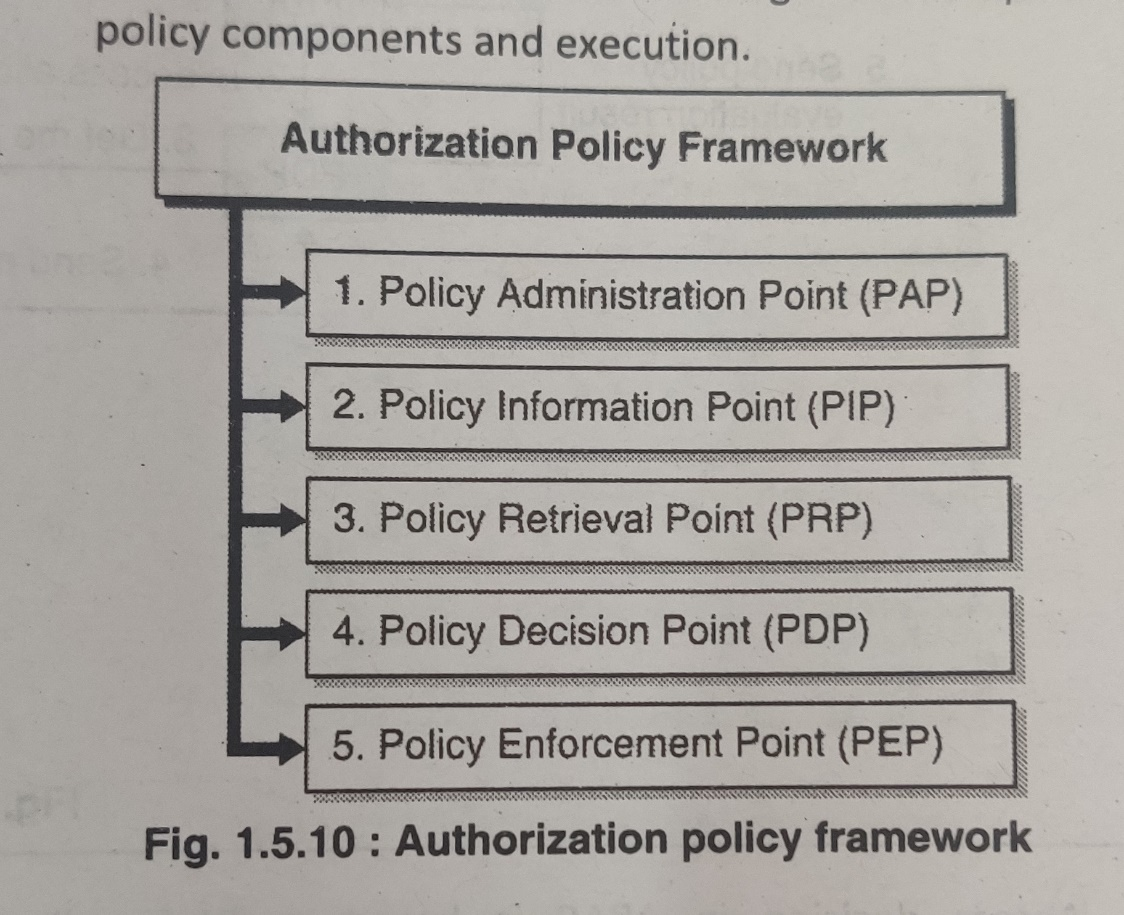 policy components and execution.
Authorization Policy Framework
1. Policy Administration Point (PAP)
2. Policy Information Point (PIP)
3. Policy Retrieval Point (PRP)
4. Policy Decision Point (PDP)
5. Policy Enforcement Point (PEP)
Fig. 1.5.10 : Authorization policy framework